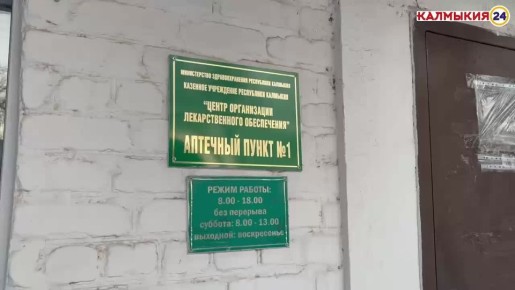 КАЛМЫКИЯ 24
МИНИСТЕРСТВО ЗДРАВООХРАНЕНИЯ РЕСПУБЛИКИ КАЛМЫКИЯ
КАЗЕННОЕ УЧРЕЖДЕНИЕ РЕСПУБЛИКИ КАЛМЫКИЯ
"ЦЕНТР ОРГАНИЗАЦИИ
ЛЕКАРСТВЕННОГО ОБЕСПЕЧЕНИЯ"
АПТЕЧНЫЙ ПУНКТ №1
РЕЖИМ РАБОТЫ:
8.00 - 18.00
без перерыва
суббота: 8.00 - 13.00
выходной: воскресенье